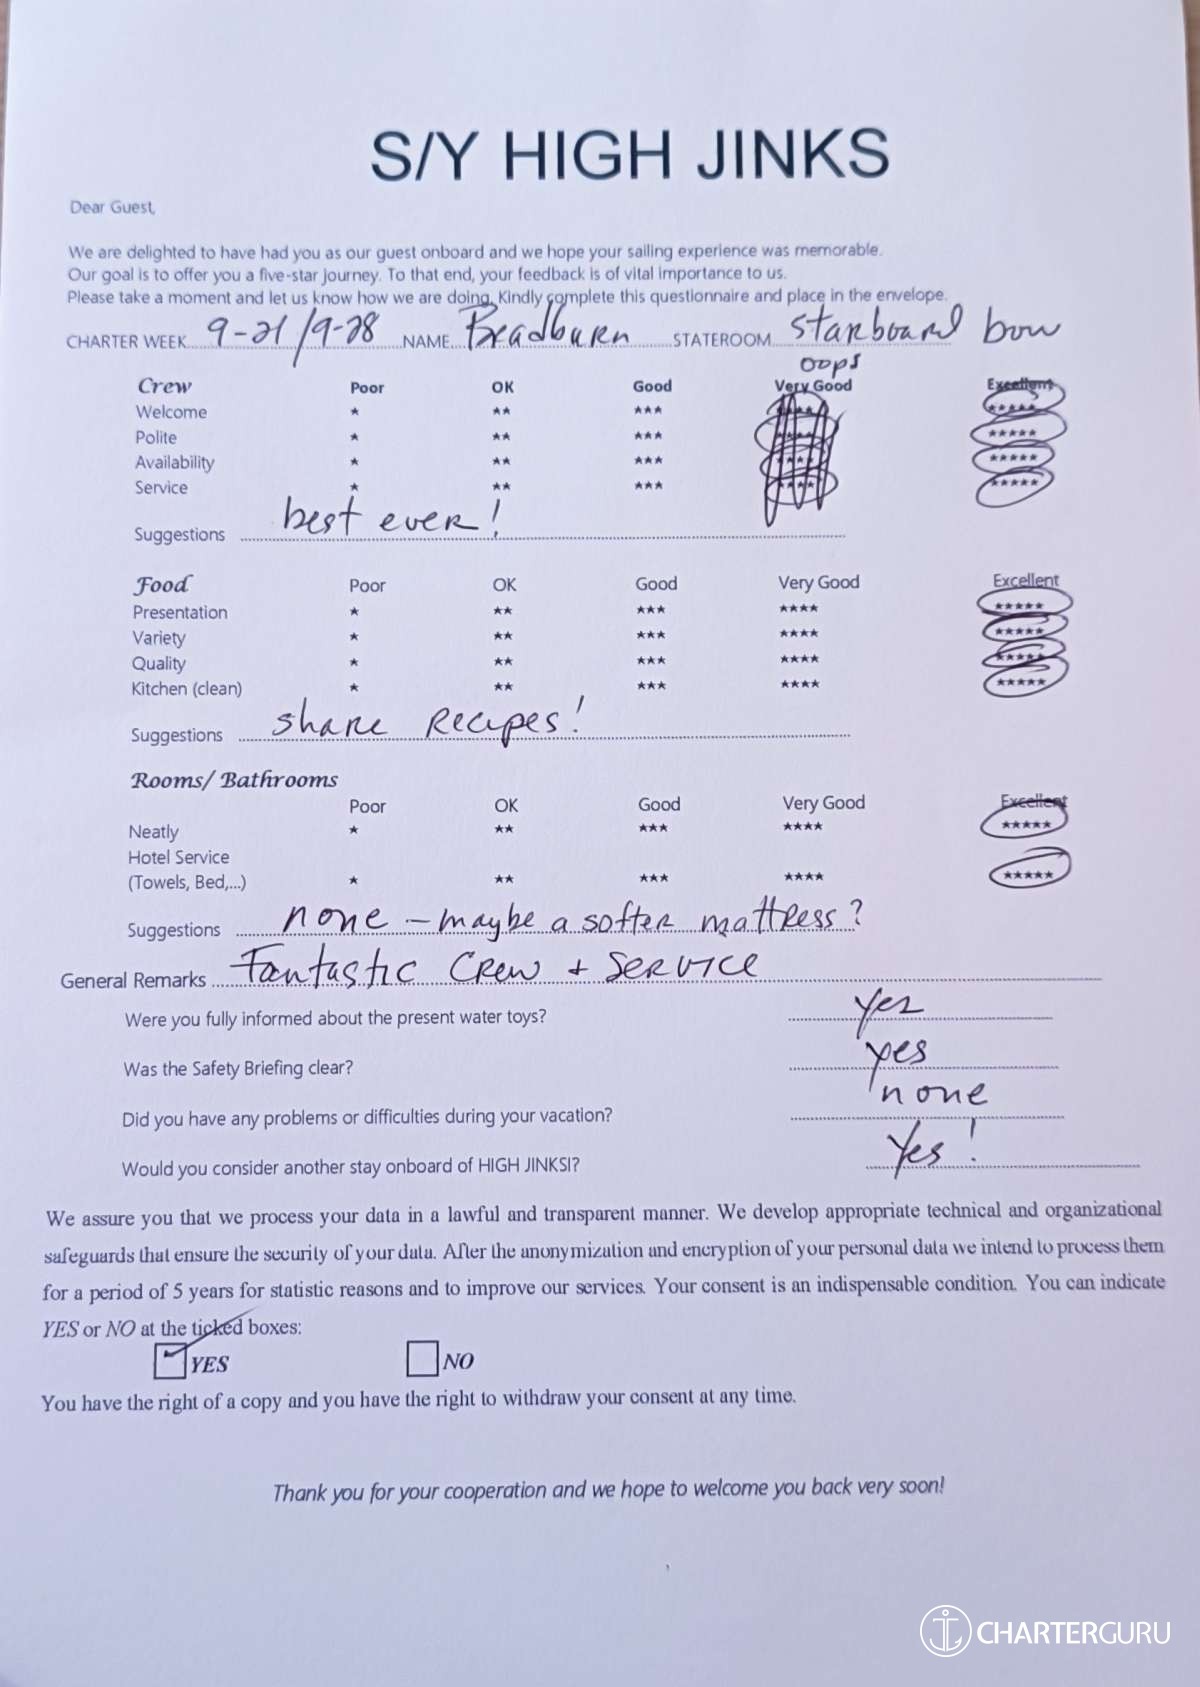 S/Y HIGH JINKS
Dear Guest,
We are delighted to have had you as our guest onboard and we hope your sailing experience was memorable.
Our goal is to offer you a five-star journey. To that end, your feedback is of vital importance to us.
Please take a moment and let us know how we are doing. Kindly complete this questionnaire and place in the envelope.
CHARTER WEEK 9-21/9-28 NAME Bradburn STATEROOM starboard bow
oops
Crew Poor OK Good Very Good Excellent
Welcome ★ ★★ ★★★ ★★★★ ★★★★★
Polite ★ ★★ ★★★ ★★★★ ★★★★★
Availability ★ ★★ ★★★ ★★★★ ★★★★★
Service ★ ★★ ★★★ ★★★★ ★★★★★
Suggestions best ever!
Food Poor OK Good Very Good Excellent
Presentation ★ ★★ ★★★ ★★★★ ★★★★★
Variety ★ ★★ ★★★ ★★★★ ★★★★★
Quality ★ ★★ ★★★ ★★★★ ★★★★★
Kitchen (clean) ★ ★★ ★★★ ★★★★ ★★★★★
Suggestions share recipes!
Rooms/ Bathrooms
Poor OK Good Very Good Excellent
Neatly ★ ★★ ★★★ ★★★★ ★★★★★
Hotel Service
(Towels, Bed,...) ★ ★★ ★★★ ★★★★ ★★★★★
Suggestions none - maybe a softer mattress?
General Remarks Fantastic Crew + Service
Were you fully informed about the present water toys? yes
Was the Safety Briefing clear? yes
Did you have any problems or difficulties during your vacation? none
Would you consider another stay onboard of HIGH JINKSI? Yes!
We assure you that we process your data in a lawful and transparent manner. We develop appropriate technical and organizational
safeguards that ensure the security of your data. After the anonymization and encryption of your personal data we intend to process them
for a period of 5 years for statistic reasons and to improve our services. Your consent is an indispensable condition. You can indicate
YES or NO at the ticked boxes:
YES NO
You have the right of a copy and you have the right to withdraw your consent at any time.
Thank you for your cooperation and we hope to welcome you back very soon!
CHARTERGURU